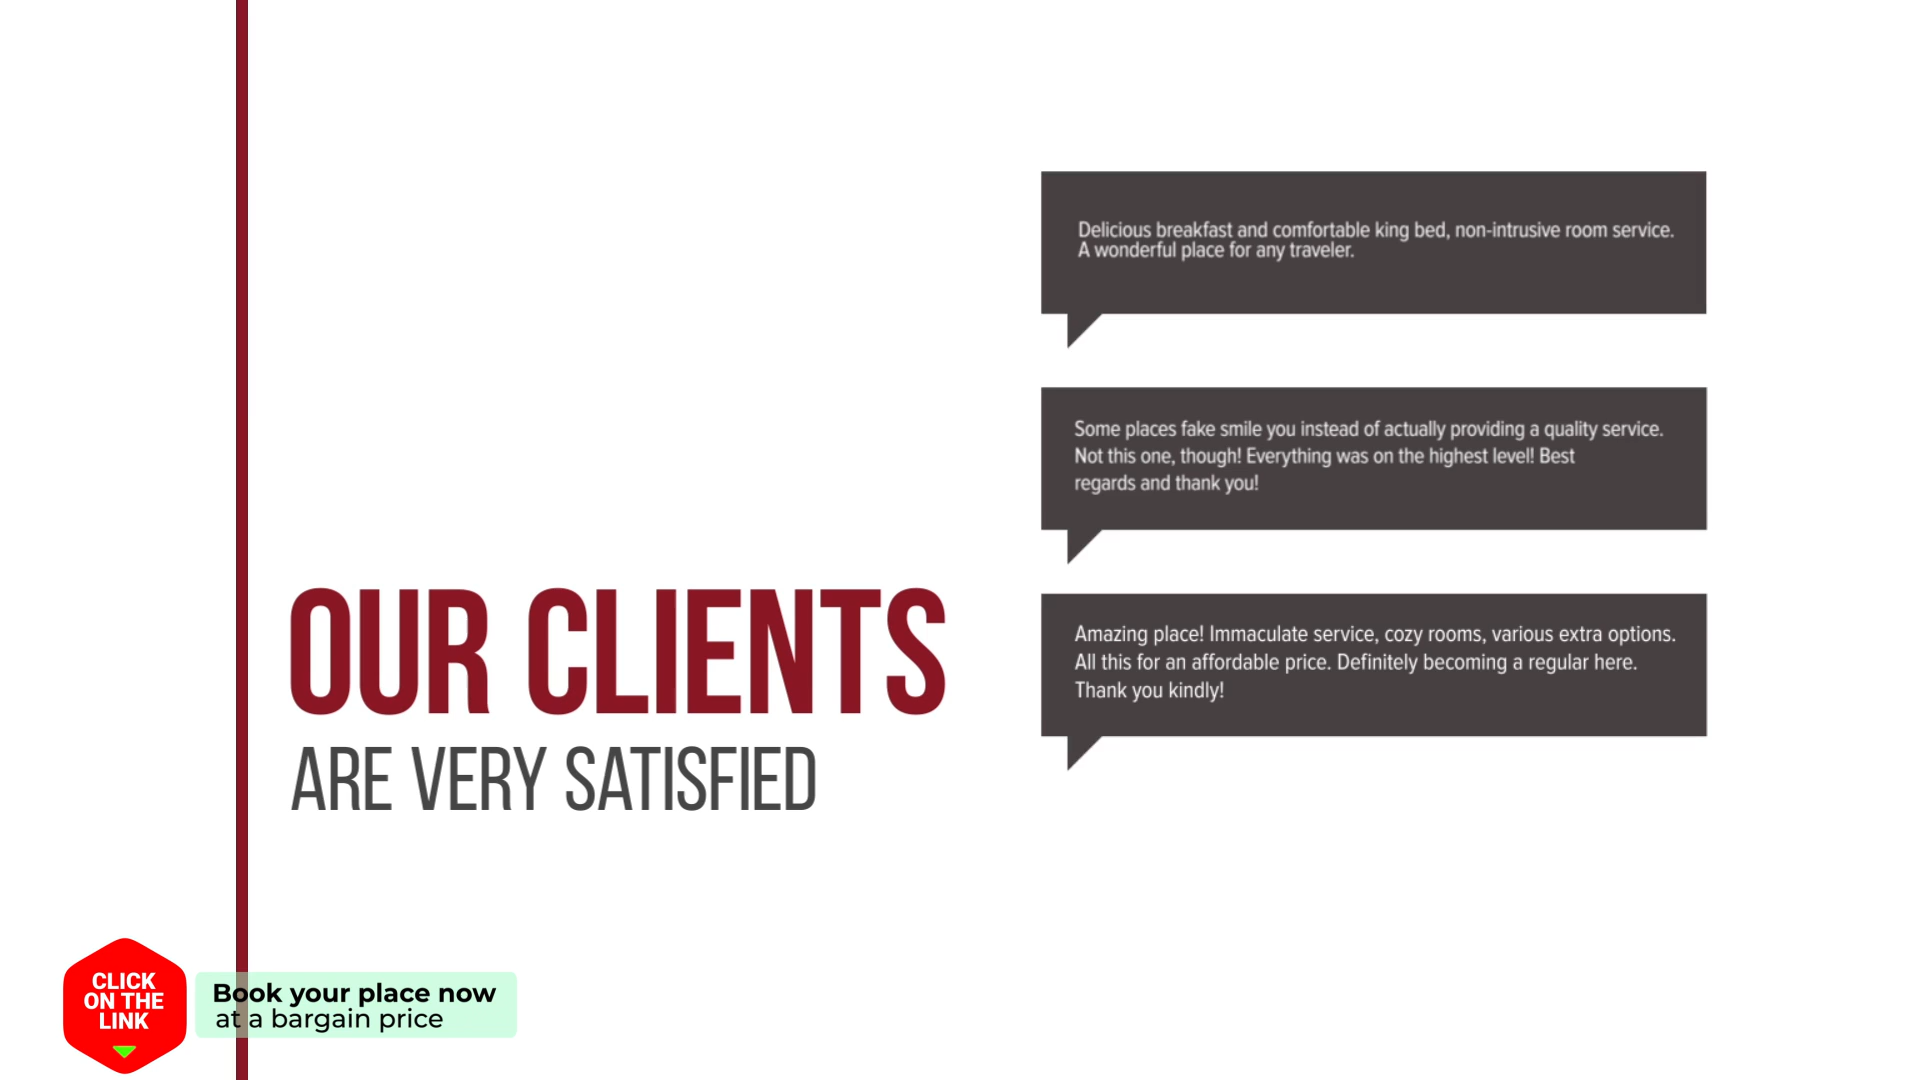 Delicious breakfast and comfortable king bed, non-intrusive room service.
A wonderful place for any traveler.
Some places fake smile you instead of actually providing a quality service.
Not this one, though! Everything was on the highest level! Best
regards and thank you!
Amazing place! Immaculate service, cozy rooms, various extra options.
All this for an affordable price. Definitely becoming a regular here.
Thank you kindly!
OUR CLIENTS
ARE VERY SATISFIED
CLICK
ON THE
LINK
Book your place now
at a bargain price